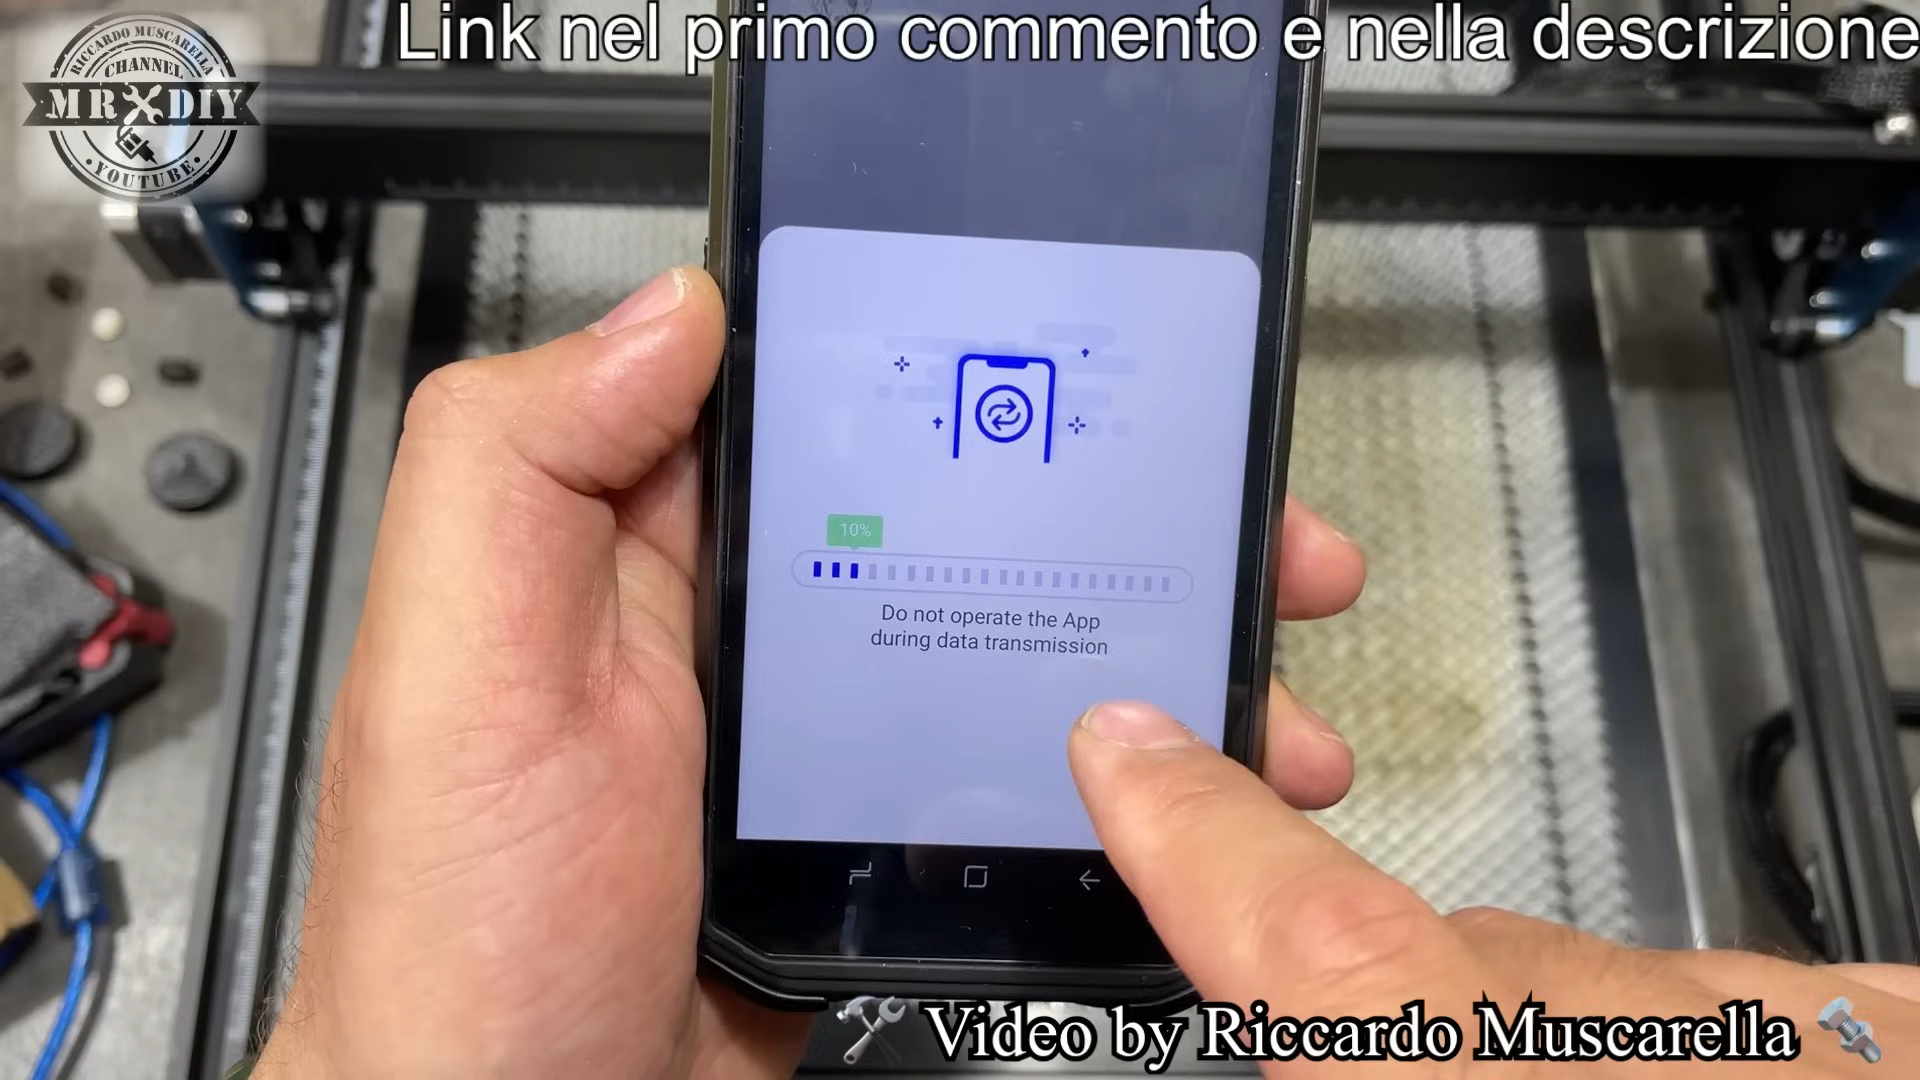 Link nel primo commento e nella descrizione
RICCARDO MUSCARELLA
CHANNEL
MR DIY
YOUTUBE
10%
Do not operate the App
during data transmission
Video by Riccardo Muscarella